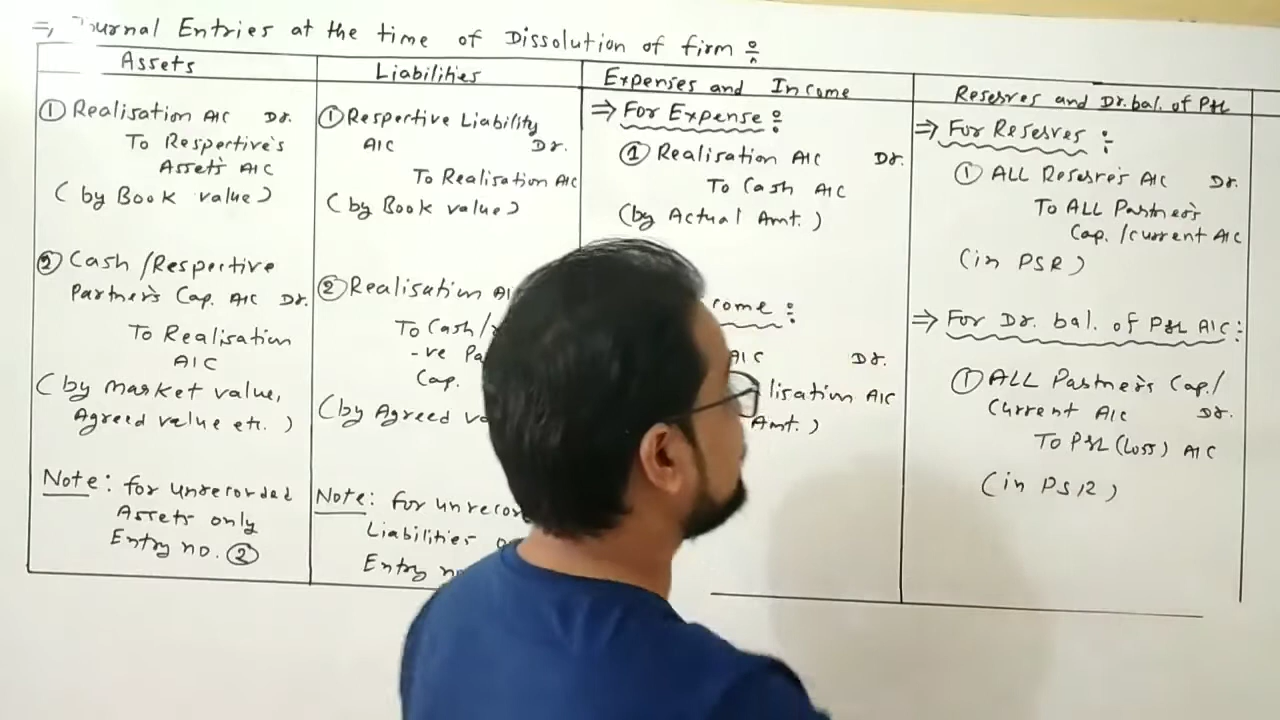 Journal Entries at the time of Dissolution of firm :
Assets
① Realisation A/C Dr.
To Respective's
Assets A/C
(by Book value)
② Cash /Respective
Partner's Cap. A/C Dr.
To Realisation
A/C
(by market value,
Agreed value etc.)
Note: for unrecorded
Assets only
Entry no. ②
Liabilities
① Respective Liability
A/C Dr.
To Realisation A/C
(by Book value)
② Realisation
To Cash/
-ve
Cap.
(by Agreed
Note: for
Liabilities
Entry
Expenses and Income
⇒ For Expense :
① Realisation A/C Dr.
To Cash A/C
(by Actual Amt.)
come :
A/C Dr.
lisation A/C
Amt.)
Reserves and Dr. bal. of P&L
⇒ For Reserves :
① ALL Reserve's A/C Dr.
To ALL Partner's
Cap. /current A/C
(in PSR)
⇒ For Dr. bal. of P&L A/C :
① ALL Partner's Cap./
Current A/C Dr.
To P&L (Loss) A/C
(in PSR)